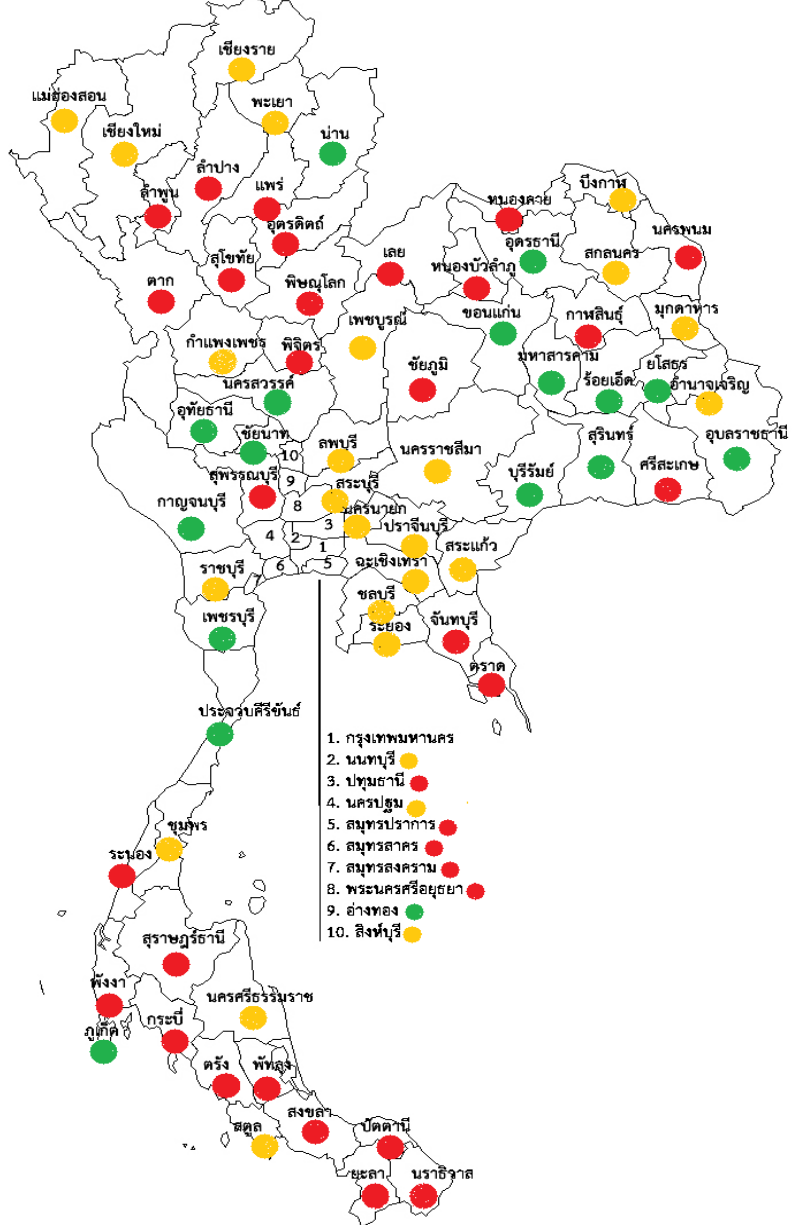 เชียงราย
แม่ฮ่องสอน
พะเยา
เชียงใหม่
น่าน
ลำปาง
แพร่
ลำพูน
อุตรดิตถ์
สุโขทัย
ตาก
พิษณุโลก
เลย
หนองคาย
บึงกาฬ
นครพนม
อุดรธานี
สกลนคร
หนองบัวลำภู
ขอนแก่น
กาฬสินธุ์
มุกดาหาร
เพชบูรณ์
กำแพงเพชร
พิจิตร
ชัยภูมิ
มหาสารคาม
ยโสธร
ร้อยเอ็ด
อำนาจเจริญ
นครสวรรค์
อุทัยธานี
ชัยนาท
ลพบุรี
นครราชสีมา
สุรินทร์
อุบลราชธานี
10
สุพรรณบุรี
9
สระบุรี
บุรีรัมย์
ศรีสะเกษ
กาญจนบุรี
8
นครนายก
ปราจีนบุรี
3
4
2
1
สระแก้ว
ราชบุรี
7
6
5
ฉะเชิงเทรา
ชลบุรี
เพชรบุรี
ระยอง
จันทบุรี
ตราด
ประจวบคีรีขันธ์
1. กรุงเทพมหานคร
2. นนทบุรี
3. ปทุมธานี
4. นครปฐม
5. สมุทรปราการ
6. สมุทรสาคร
7. สมุทรสงคราม
8. พระนครศรีอยุธยา
9. อ่างทอง
10. สิงห์บุรี
ชุมพร
ระนอง
สุราษฎร์ธานี
พังงา
นครศรีธรรมราช
กระบี่
ภูเก็ต
ตรัง
พัทลุง
สงขลา
สตูล
ปัตตานี
ยะลา
นราธิวาส